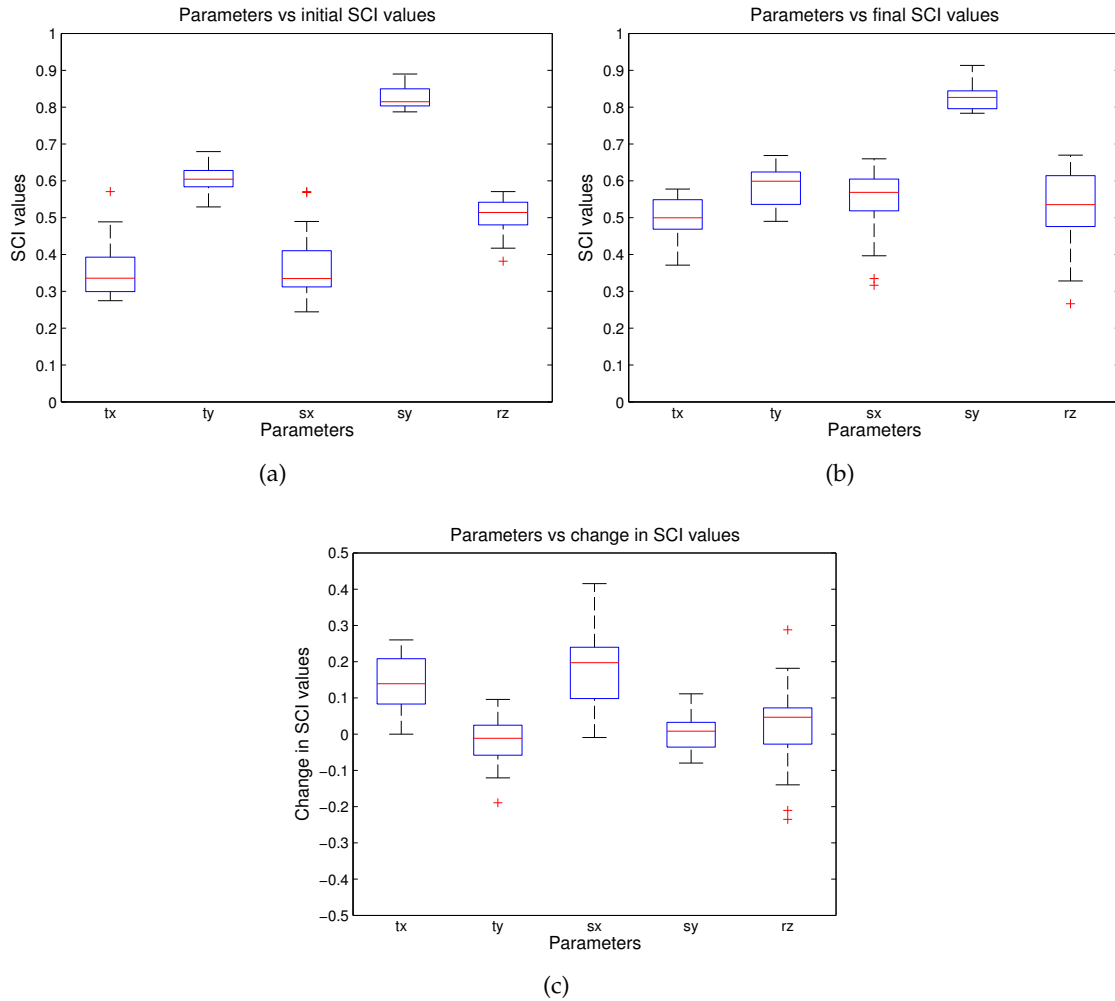 Parameters vs initial SCI values
1
0.9
0.8
0.7
0.6
0.5
0.4
0.3
0.2
0.1
0
SCI values
tx ty sx sy rz
Parameters
(a)
Parameters vs final SCI values
1
0.9
0.8
0.7
0.6
0.5
0.4
0.3
0.2
0.1
0
SCI values
tx ty sx sy rz
Parameters
(b)
Parameters vs change in SCI values
0.5
0.4
0.3
0.2
0.1
0
−0.1
−0.2
−0.3
−0.4
−0.5
Change in SCI values
tx ty sx sy rz
Parameters
(c)